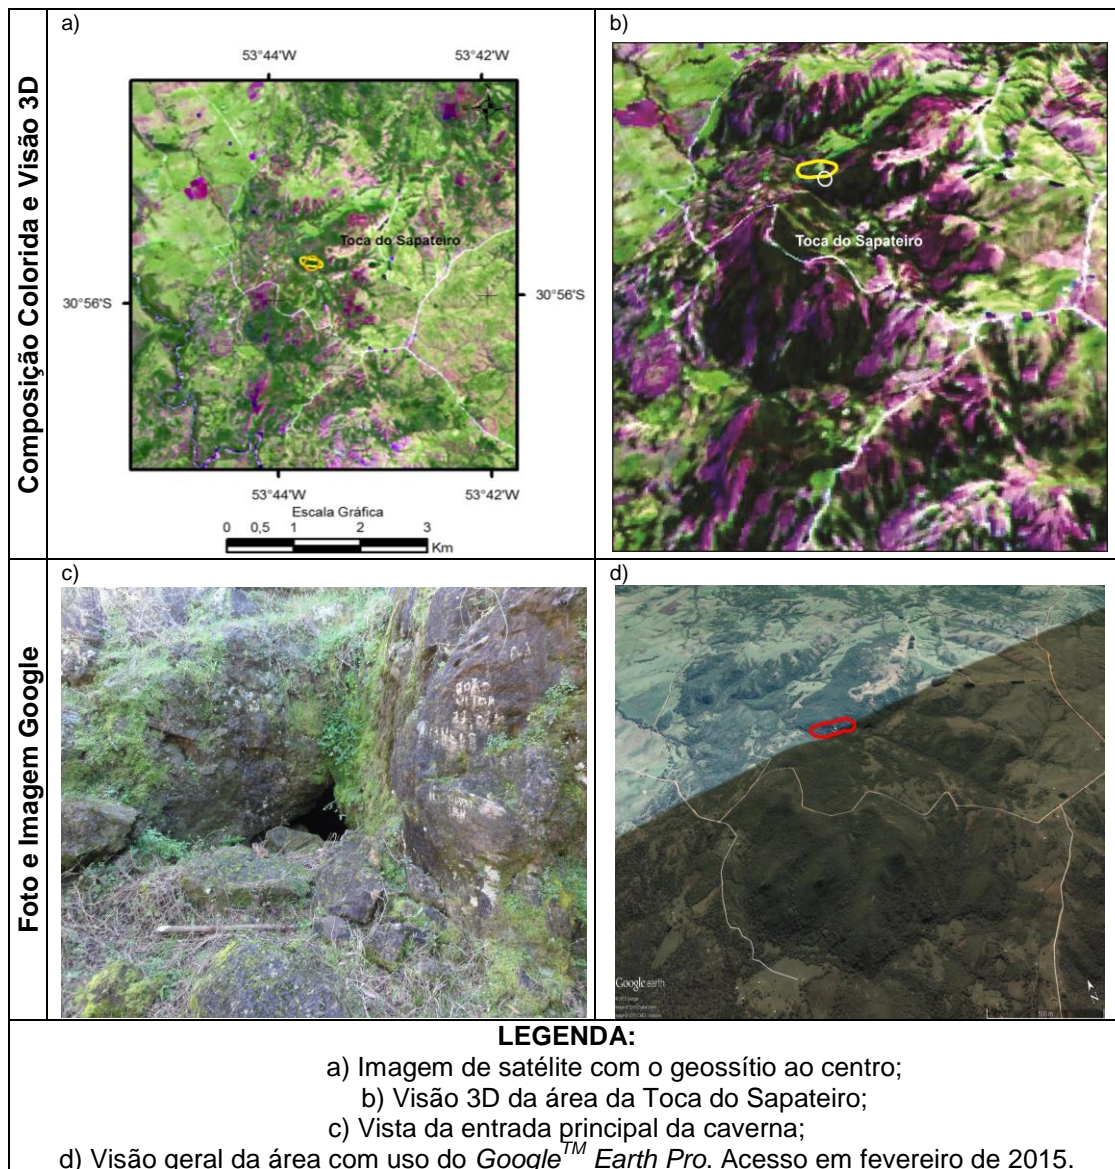 Composição Colorida e Visão 3D
a)
53°44'W
53°42'W
Toca do Sapateiro
30°56'S
30°56'S
53°44'W
53°42'W
Escala Gráfica
0 0,5 1 2 3
Km
b)
Toca do Sapateiro
Foto e Imagem Google
c)
d)
Google earth
500 m
LEGENDA:
a) Imagem de satélite com o geossítio ao centro;
b) Visão 3D da área da Toca do Sapateiro;
c) Vista da entrada principal da caverna;
d) Visão geral da área com uso do Google™ Earth Pro. Acesso em fevereiro de 2015.